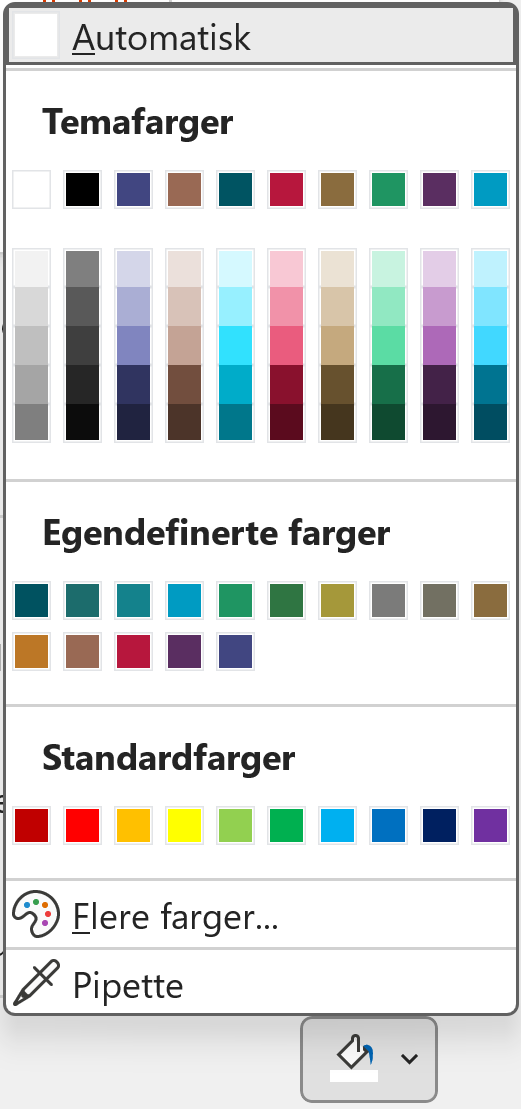 Automatisk
Temafarger
Egendefinerte farger
Standardfarger
Flere farger...
Pipette